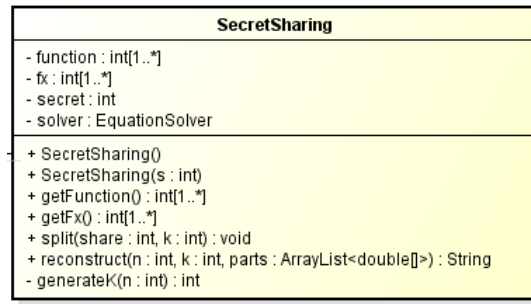 SecretSharing
- function : int[1..*]
- fx : int[1..*]
- secret : int
- solver : EquationSolver
+ SecretSharing()
+ SecretSharing(s : int)
+ getFunction() : int[1..*]
+ getFx() : int[1..*]
+ split(share : int, k : int) : void
+ reconstruct(n : int, k : int, parts : ArrayList<double[]>) : String
- generateK(n : int) : int